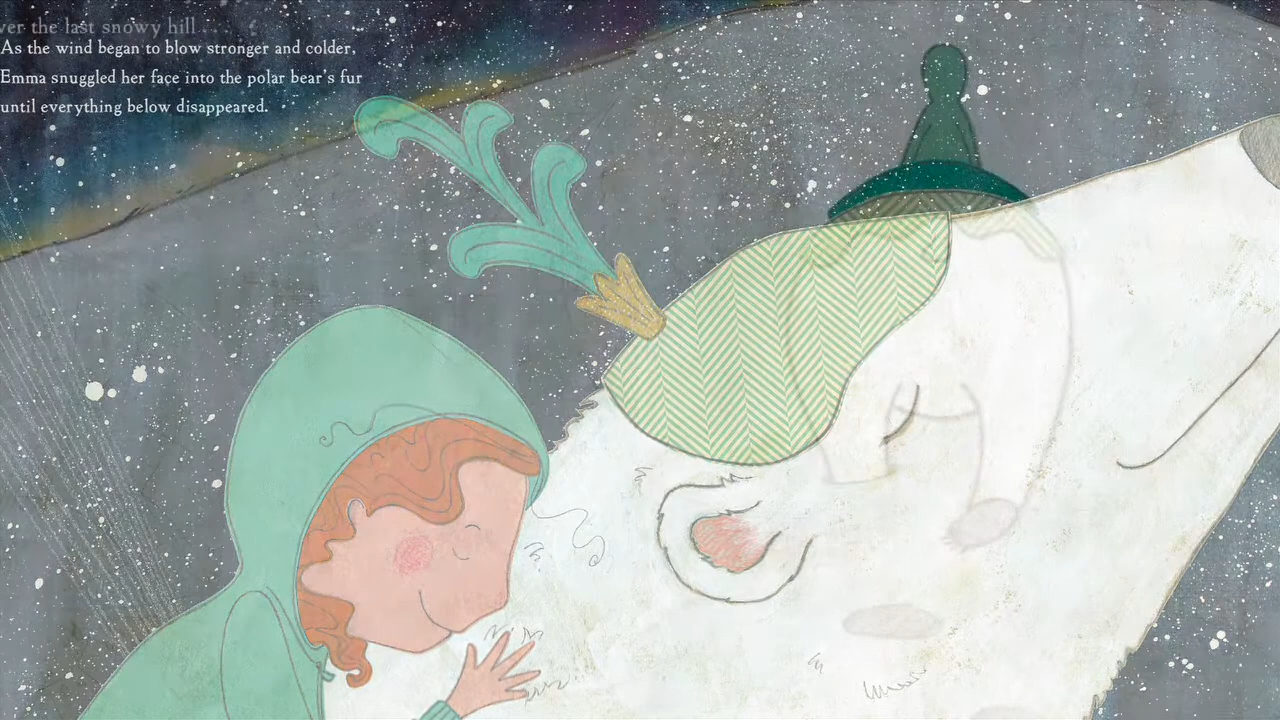 ver the last snowy hill . . .
As the wind began to blow stronger and colder,
Emma snuggled her face into the polar bear's fur
until everything below disappeared.